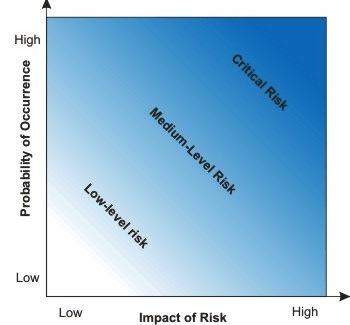 High
Critical Risk
Medium-Level Risk
Probability of Occurrence
Low-level risk
Low
Low
High
Impact of Risk